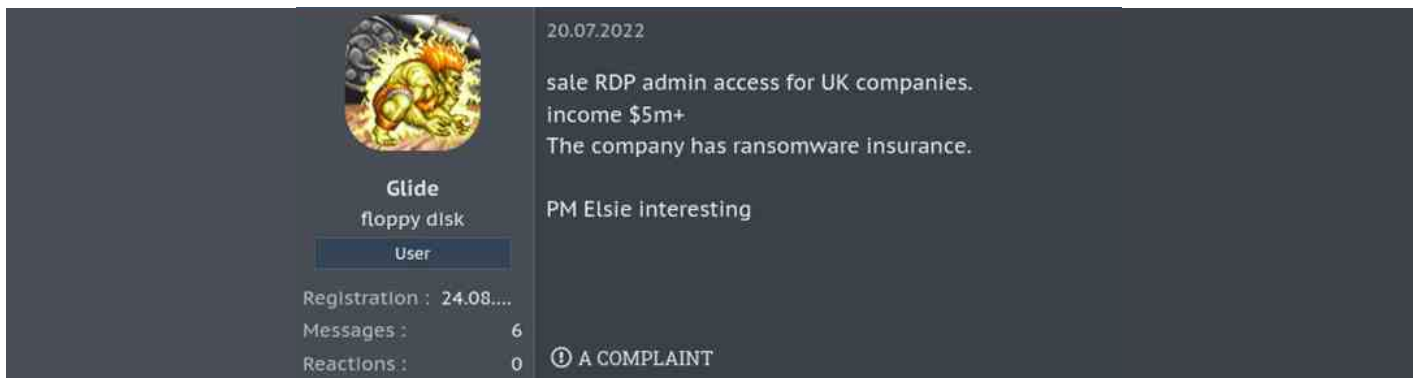 Glide
floppy disk
User
Registration : 24.08....
Messages : 6
Reactions : 0
20.07.2022
sale RDP admin access for UK companies.
income $5m+
The company has ransomware insurance.
PM Elsie interesting
A COMPLAINT